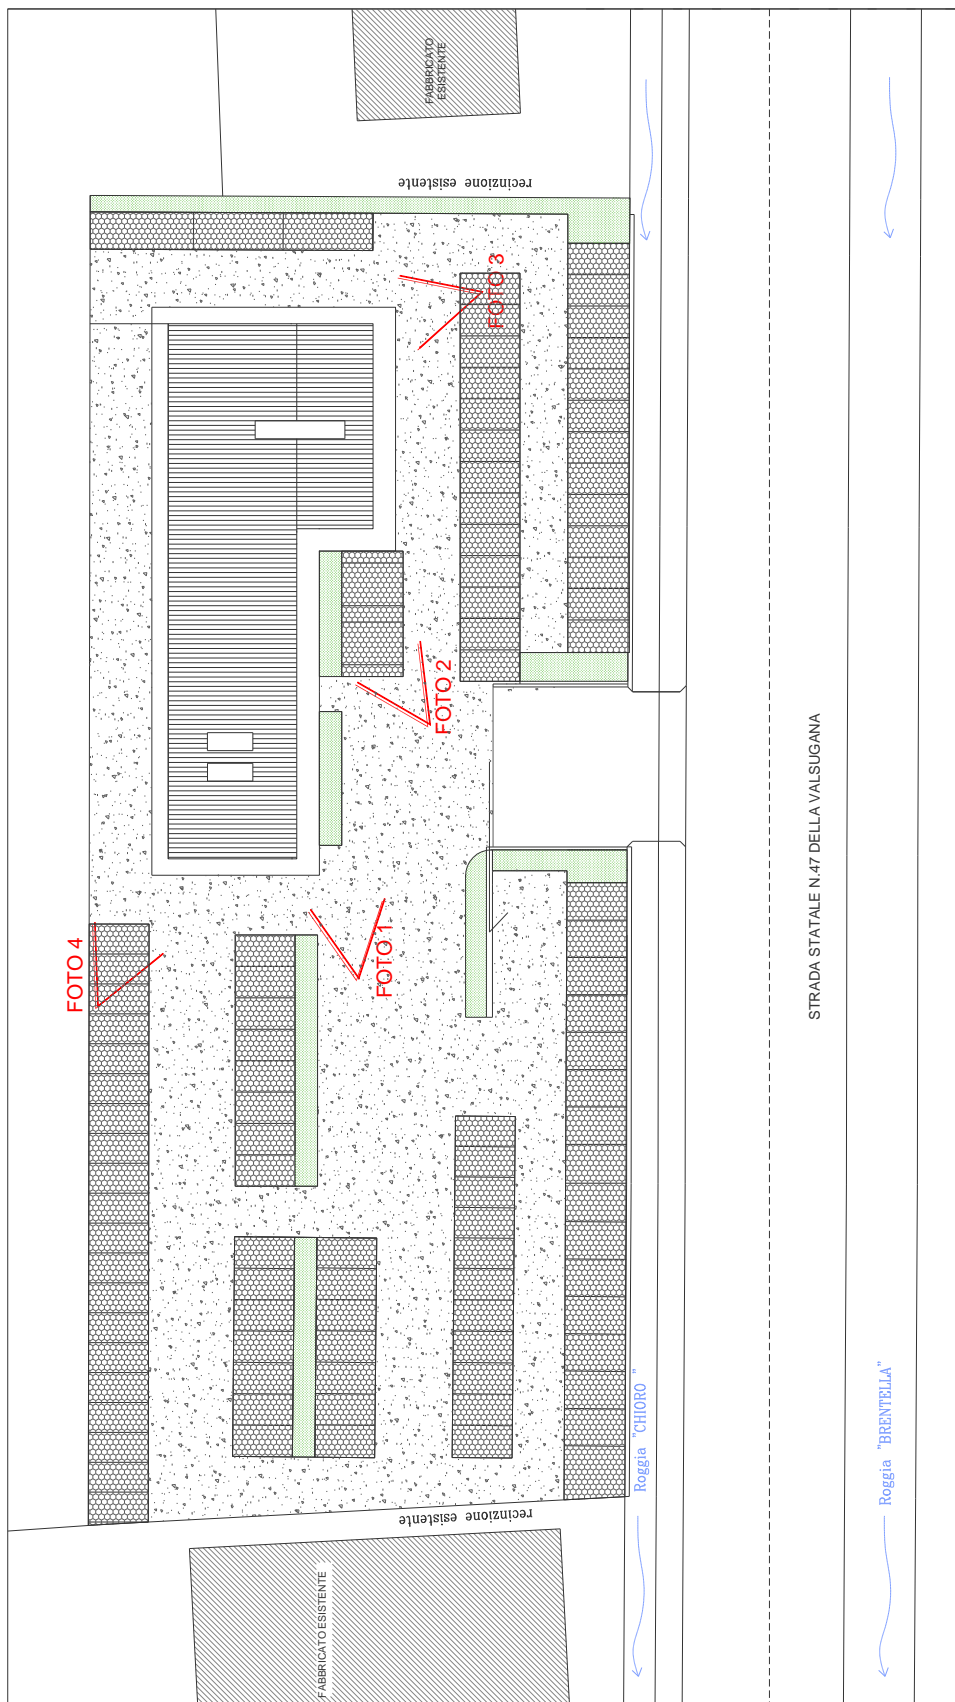 FABBRICATO
ESISTENTE
recinzione esistente
FOTO 3
FOTO 2
STRADA STATALE N.47 DELLA VALSUGANA
FOTO 1
FOTO 4
Roggia "CHIORO "
Roggia "BRENTELLA"
recinzione esistente
FABBRICATO ESISTENTE